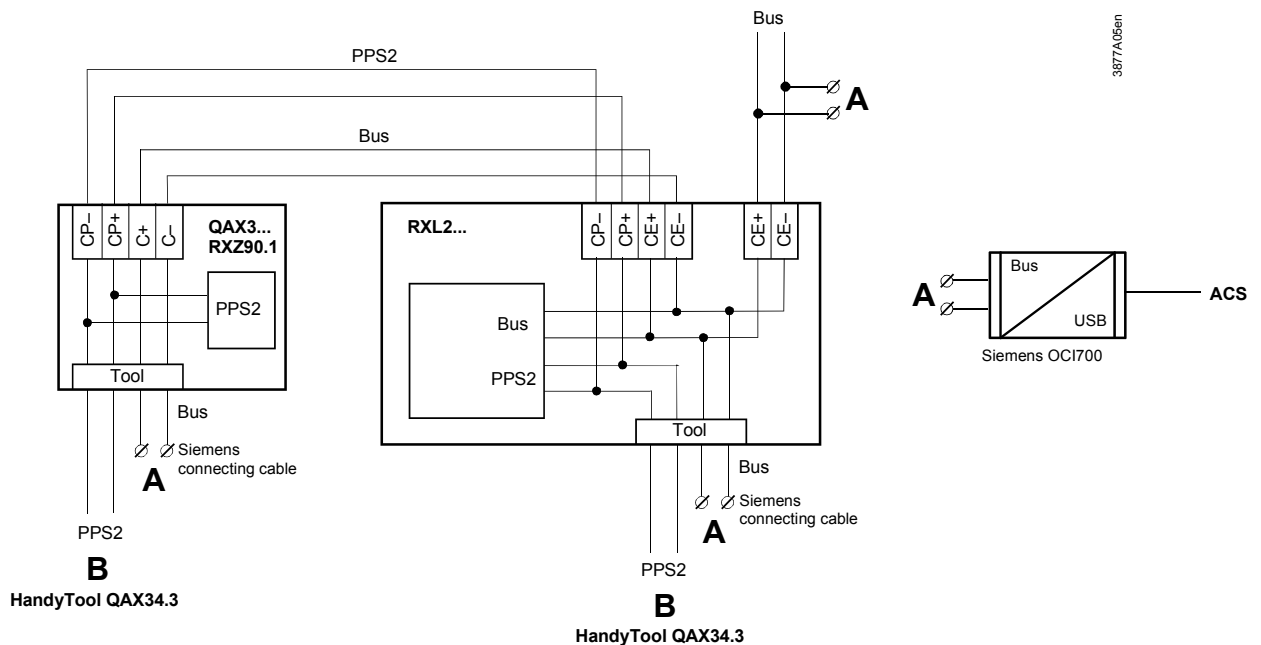 Bus
3877A05en
PPS2
A
Bus
CP–
CP+
C+
C–
QAX3...
RXZ90.1
PPS2
Tool
Bus
Siemens
connecting cable
A
PPS2
B
HandyTool QAX34.3
RXL2...
CP–
CP+
CE+
CE–
CE+
CE–
Bus
PPS2
Tool
Bus
Siemens
connecting cable
A
PPS2
B
HandyTool QAX34.3
A
Bus
USB
ACS
Siemens OCI700